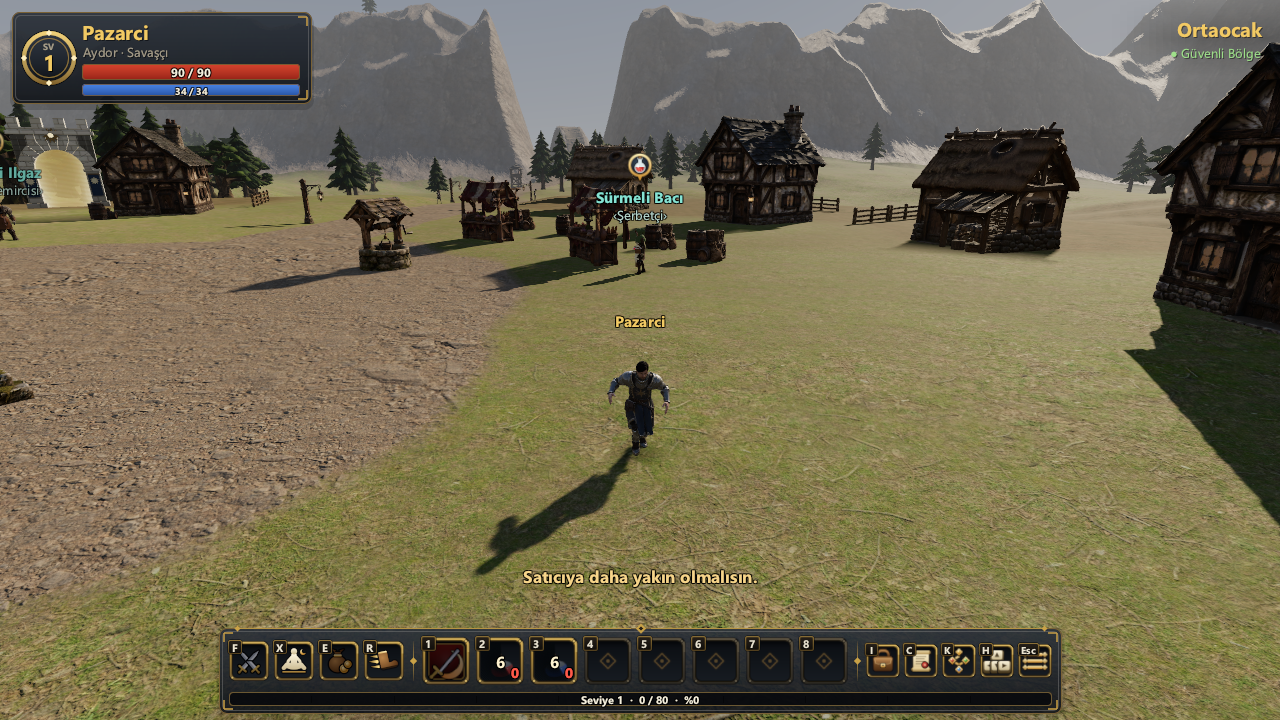 SV
1
Pazarci
Aydor · Savaşçı
90 / 90
34 / 34
Ortaocak
Güvenli Bölge
i Ilgaz
emircisi
Sürmeli Bacı
‹Şerbetçi›
Pazarci
Satıcıya daha yakın olmalısın.
F X E R 1 2 3 4 5 6 7 8 I C K H Esc
6 0 6 0
Seviye 1 · 0 / 80 · %0